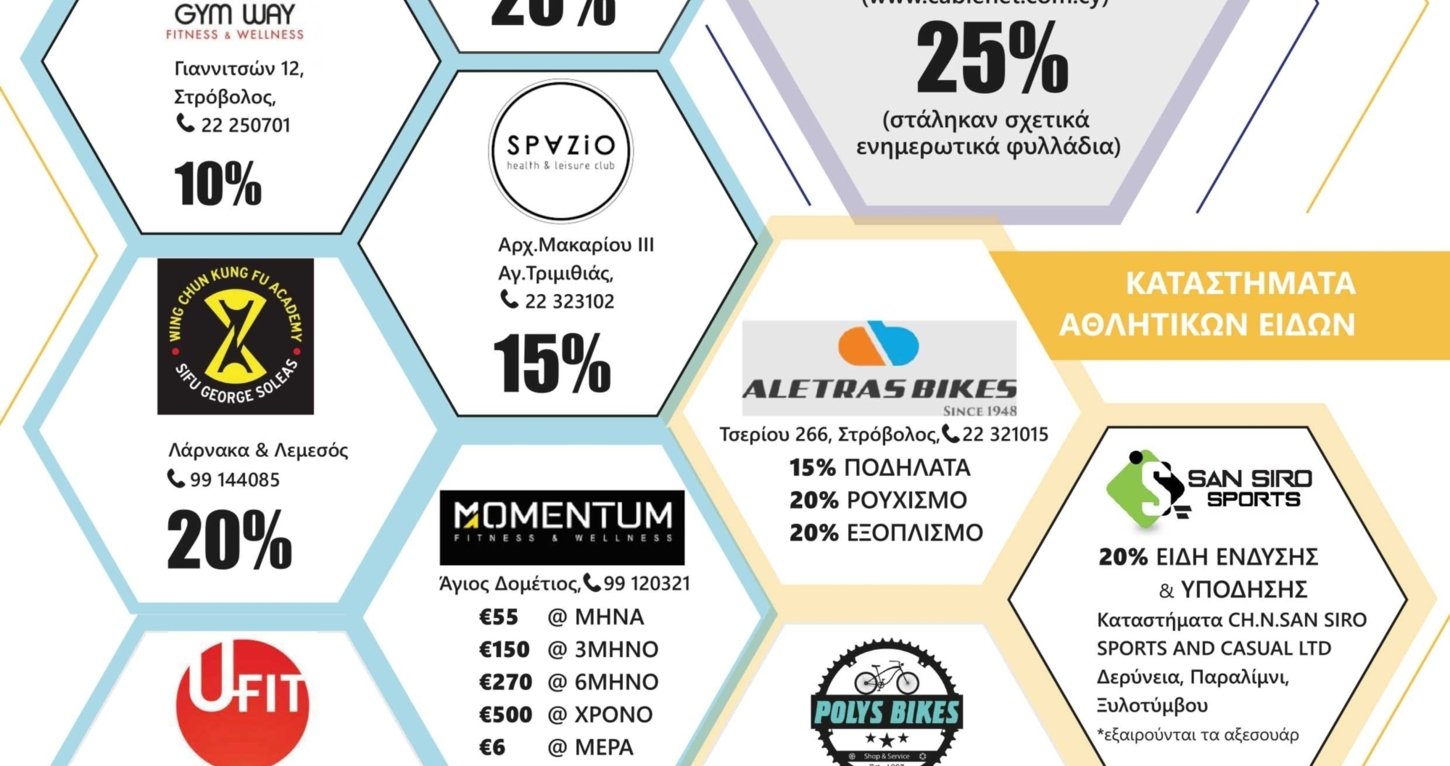 GYM WAY
FITNESS & WELLNESS
Γιαννιτσών 12,
Στρόβολος,
22 250701
10%
20%
SPAZiO
health & leisure club
Αρχ.Μακαρίου III
Αγ.Τριμιθιάς,
22 323102
15%
(www.cablenet.com.cy)
25%
(στάληκαν σχετικά
ενημερωτικά φυλλάδια)
WING CHUN KUNG FU ACADEMY
SIFU GEORGE SOLEAS
Λάρνακα & Λεμεσός
99 144085
20%
MOMENTUM
FITNESS & WELLNESS
Άγιος Δομέτιος, 99 120321
€55 @ ΜΗΝΑ
€150 @ 3ΜΗΝΟ
€270 @ 6ΜΗΝΟ
€500 @ ΧΡΟΝΟ
€6 @ ΜΕΡΑ
UFIT
ΚΑΤΑΣΤΗΜΑΤΑ
ΑΘΛΗΤΙΚΩΝ ΕΙΔΩΝ
ALETRAS BIKES
SINCE 1948
Τσερίου 266, Στρόβολος, 22 321015
15% ΠΟΔΗΛΑΤΑ
20% ΡΟΥΧΙΣΜΟ
20% ΕΞΟΠΛΙΣΜΟ
POLYS BIKES
Shop & Service
SAN SIRO
SPORTS
20% ΕΙΔΗ ΕΝΔΥΣΗΣ
& ΥΠΟΔΗΣΗΣ
Καταστήματα CH.N.SAN SIRO
SPORTS AND CASUAL LTD
Δερύνεια, Παραλίμνι,
Ξυλοτύμβου
*εξαιρούνται τα αξεσουάρ